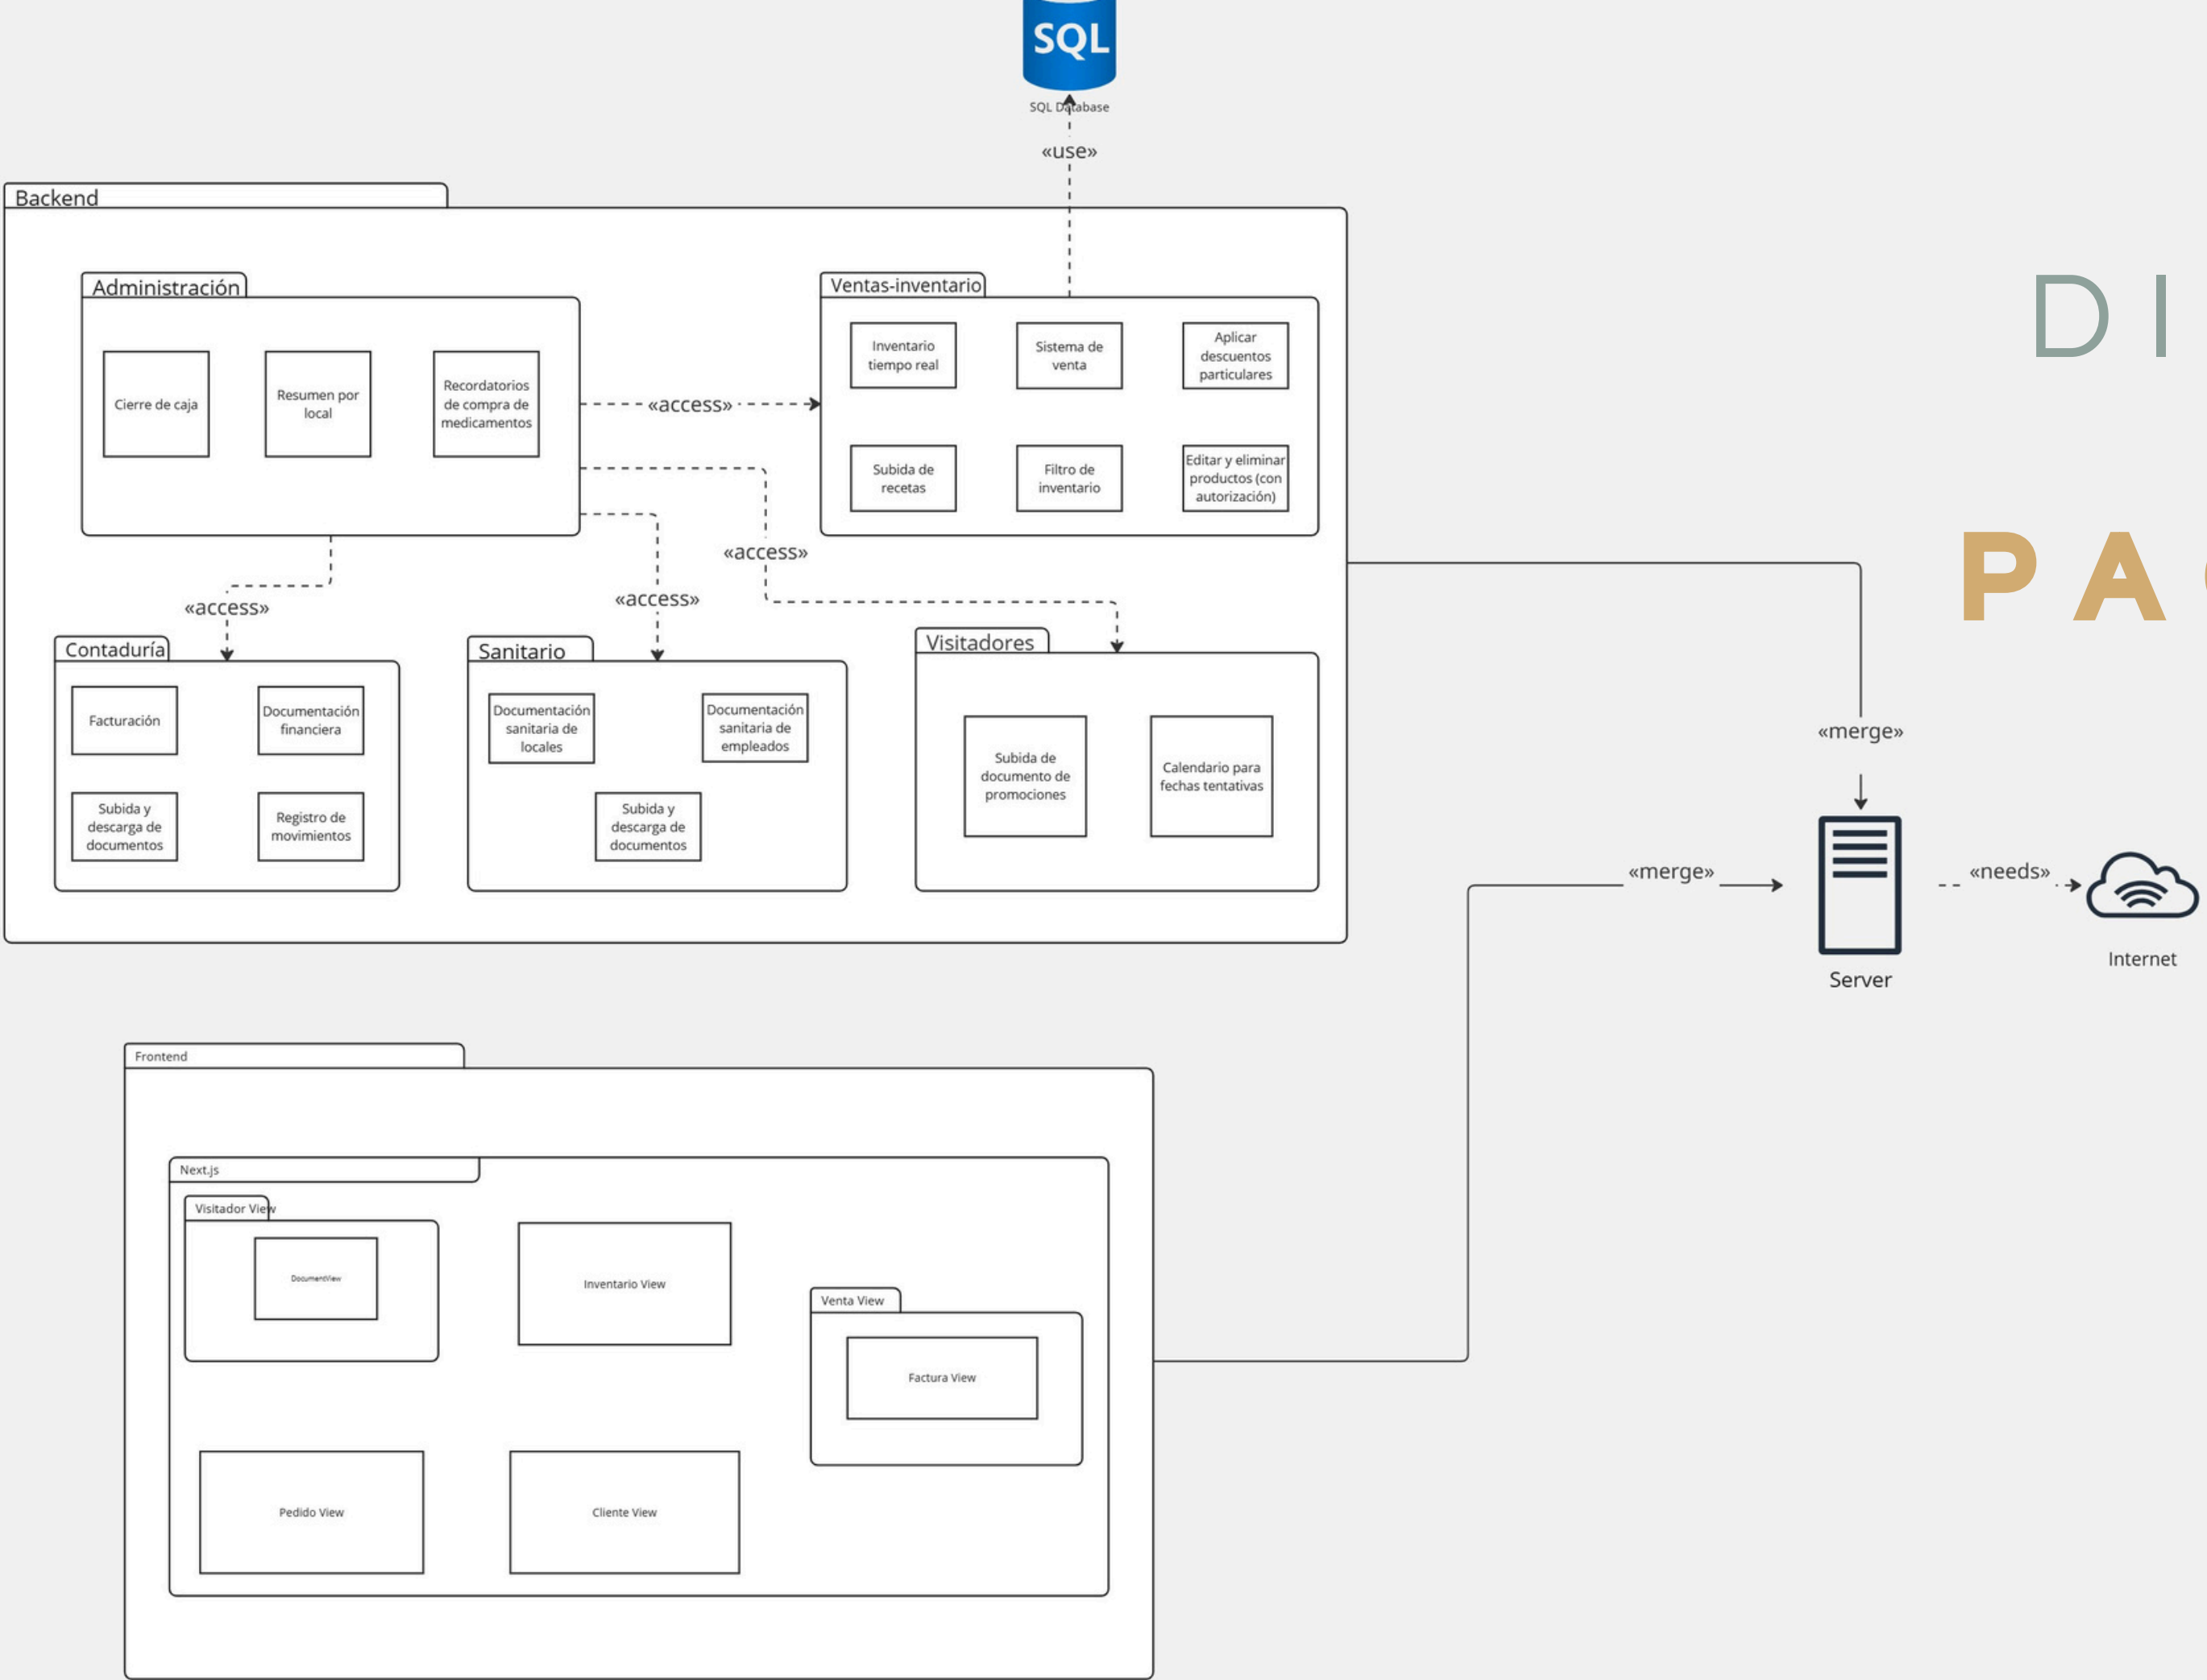 SQL
SQL Database
«use»
Backend
Administración
Cierre de caja
Resumen por
local
Recordatorios
de compra de
medicamentos
«access»
Ventas-inventario
Inventario
tiempo real
Sistema de
venta
Aplicar
descuentos
particulares
Subida de
recetas
Filtro de
inventario
Editar y eliminar
productos (con
autorización)
«access»
«access»
«access»
Contaduría
Facturación
Documentación
financiera
Subida y
descarga de
documentos
Registro de
movimientos
Sanitario
Documentación
sanitaria de
locales
Documentación
sanitaria de
empleados
Subida y
descarga de
documentos
Visitadores
Subida de
documento de
promociones
Calendario para
fechas tentativas
DI
PA
«merge»
«merge»
«needs»
Server
Internet
Frontend
Next.js
Visitador View
DocumentView
Inventario View
Venta View
Factura View
Pedido View
Cliente View